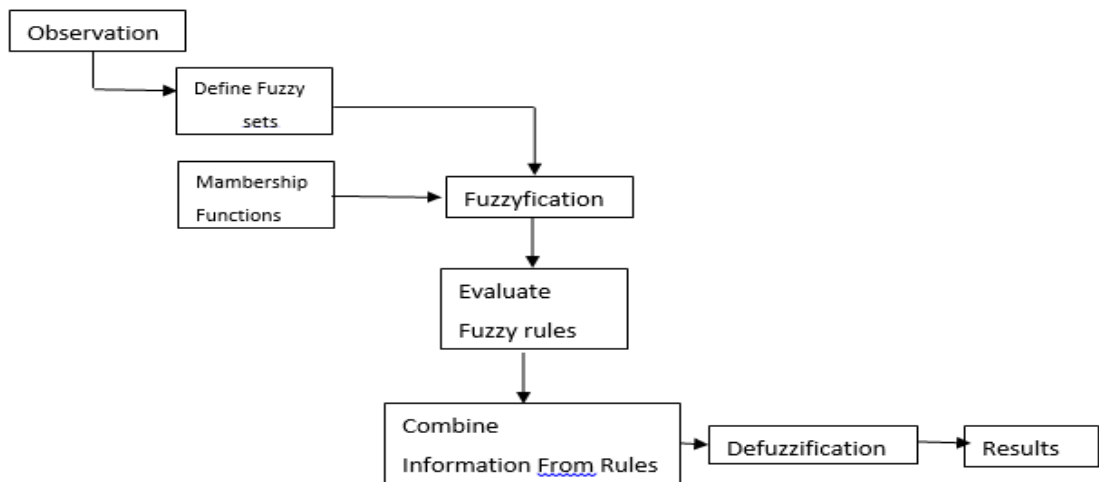 Observation
Define Fuzzy
sets
Mambership
Functions
Fuzzyfication
Evaluate
Fuzzy rules
Combine
Information From Rules
Defuzzification
Results